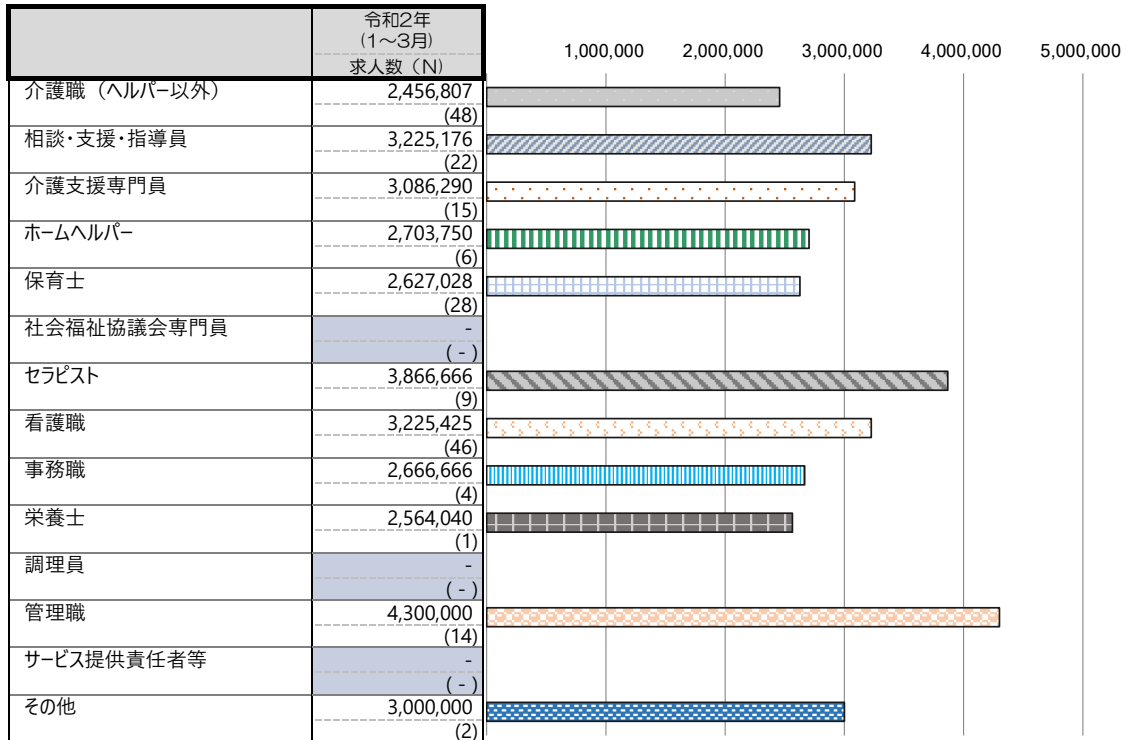 令和2年
(1～3月)
求人数（N）
1,000,000 2,000,000 3,000,000 4,000,000 5,000,000
介護職（ヘルパー以外） 2,456,807
(48)
相談・支援・指導員 3,225,176
(22)
介護支援専門員 3,086,290
(15)
ホームヘルパー 2,703,750
(6)
保育士 2,627,028
(28)
社会福祉協議会専門員 -
( - )
セラピスト 3,866,666
(9)
看護職 3,225,425
(46)
事務職 2,666,666
(4)
栄養士 2,564,040
(1)
調理員 -
( - )
管理職 4,300,000
(14)
サービス提供責任者等 -
( - )
その他 3,000,000
(2)